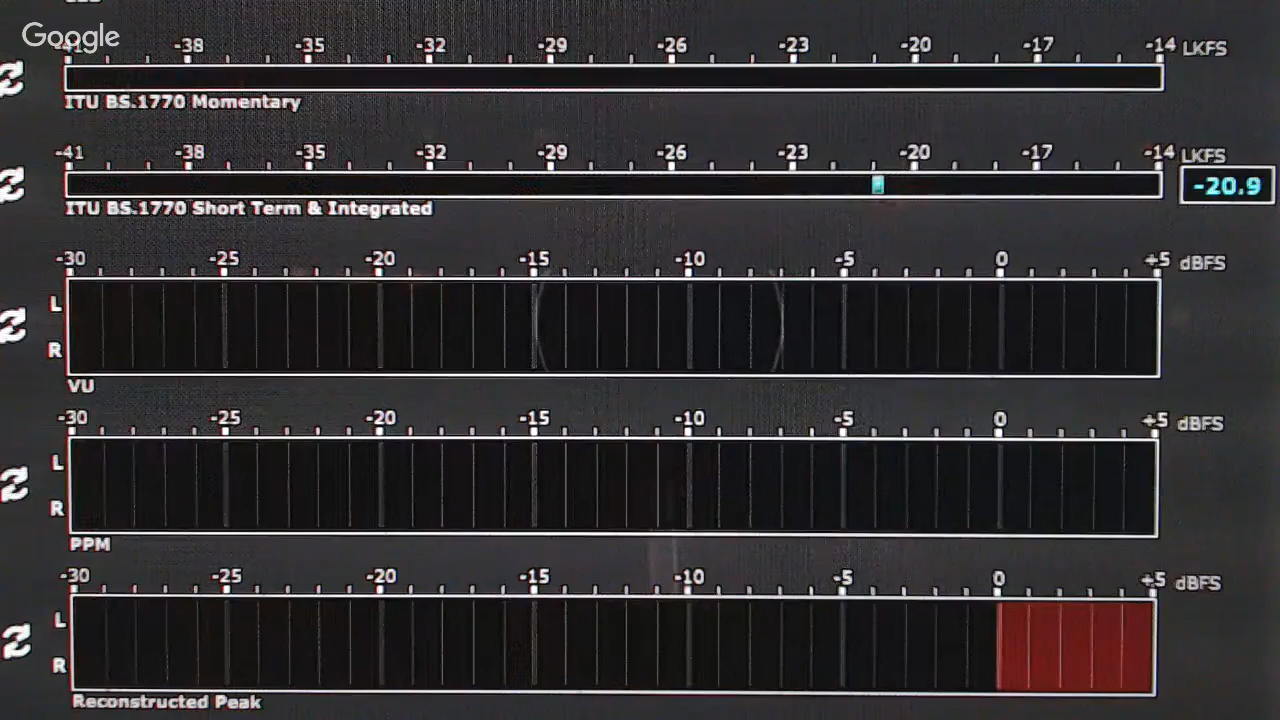 Google
-41 -38 -35 -32 -29 -26 -23 -20 -17 -14 LKFS
ITU BS.1770 Momentary
-41 -38 -35 -32 -29 -26 -23 -20 -17 -14 LKFS
-20.9
ITU BS.1770 Short Term & Integrated
-30 -25 -20 -15 -10 -5 0 +5 dBFS
L
R
VU
-30 -25 -20 -15 -10 -5 0 +5 dBFS
L
R
PPM
-30 -25 -20 -15 -10 -5 0 +5 dBFS
L
R
Reconstructed Peak